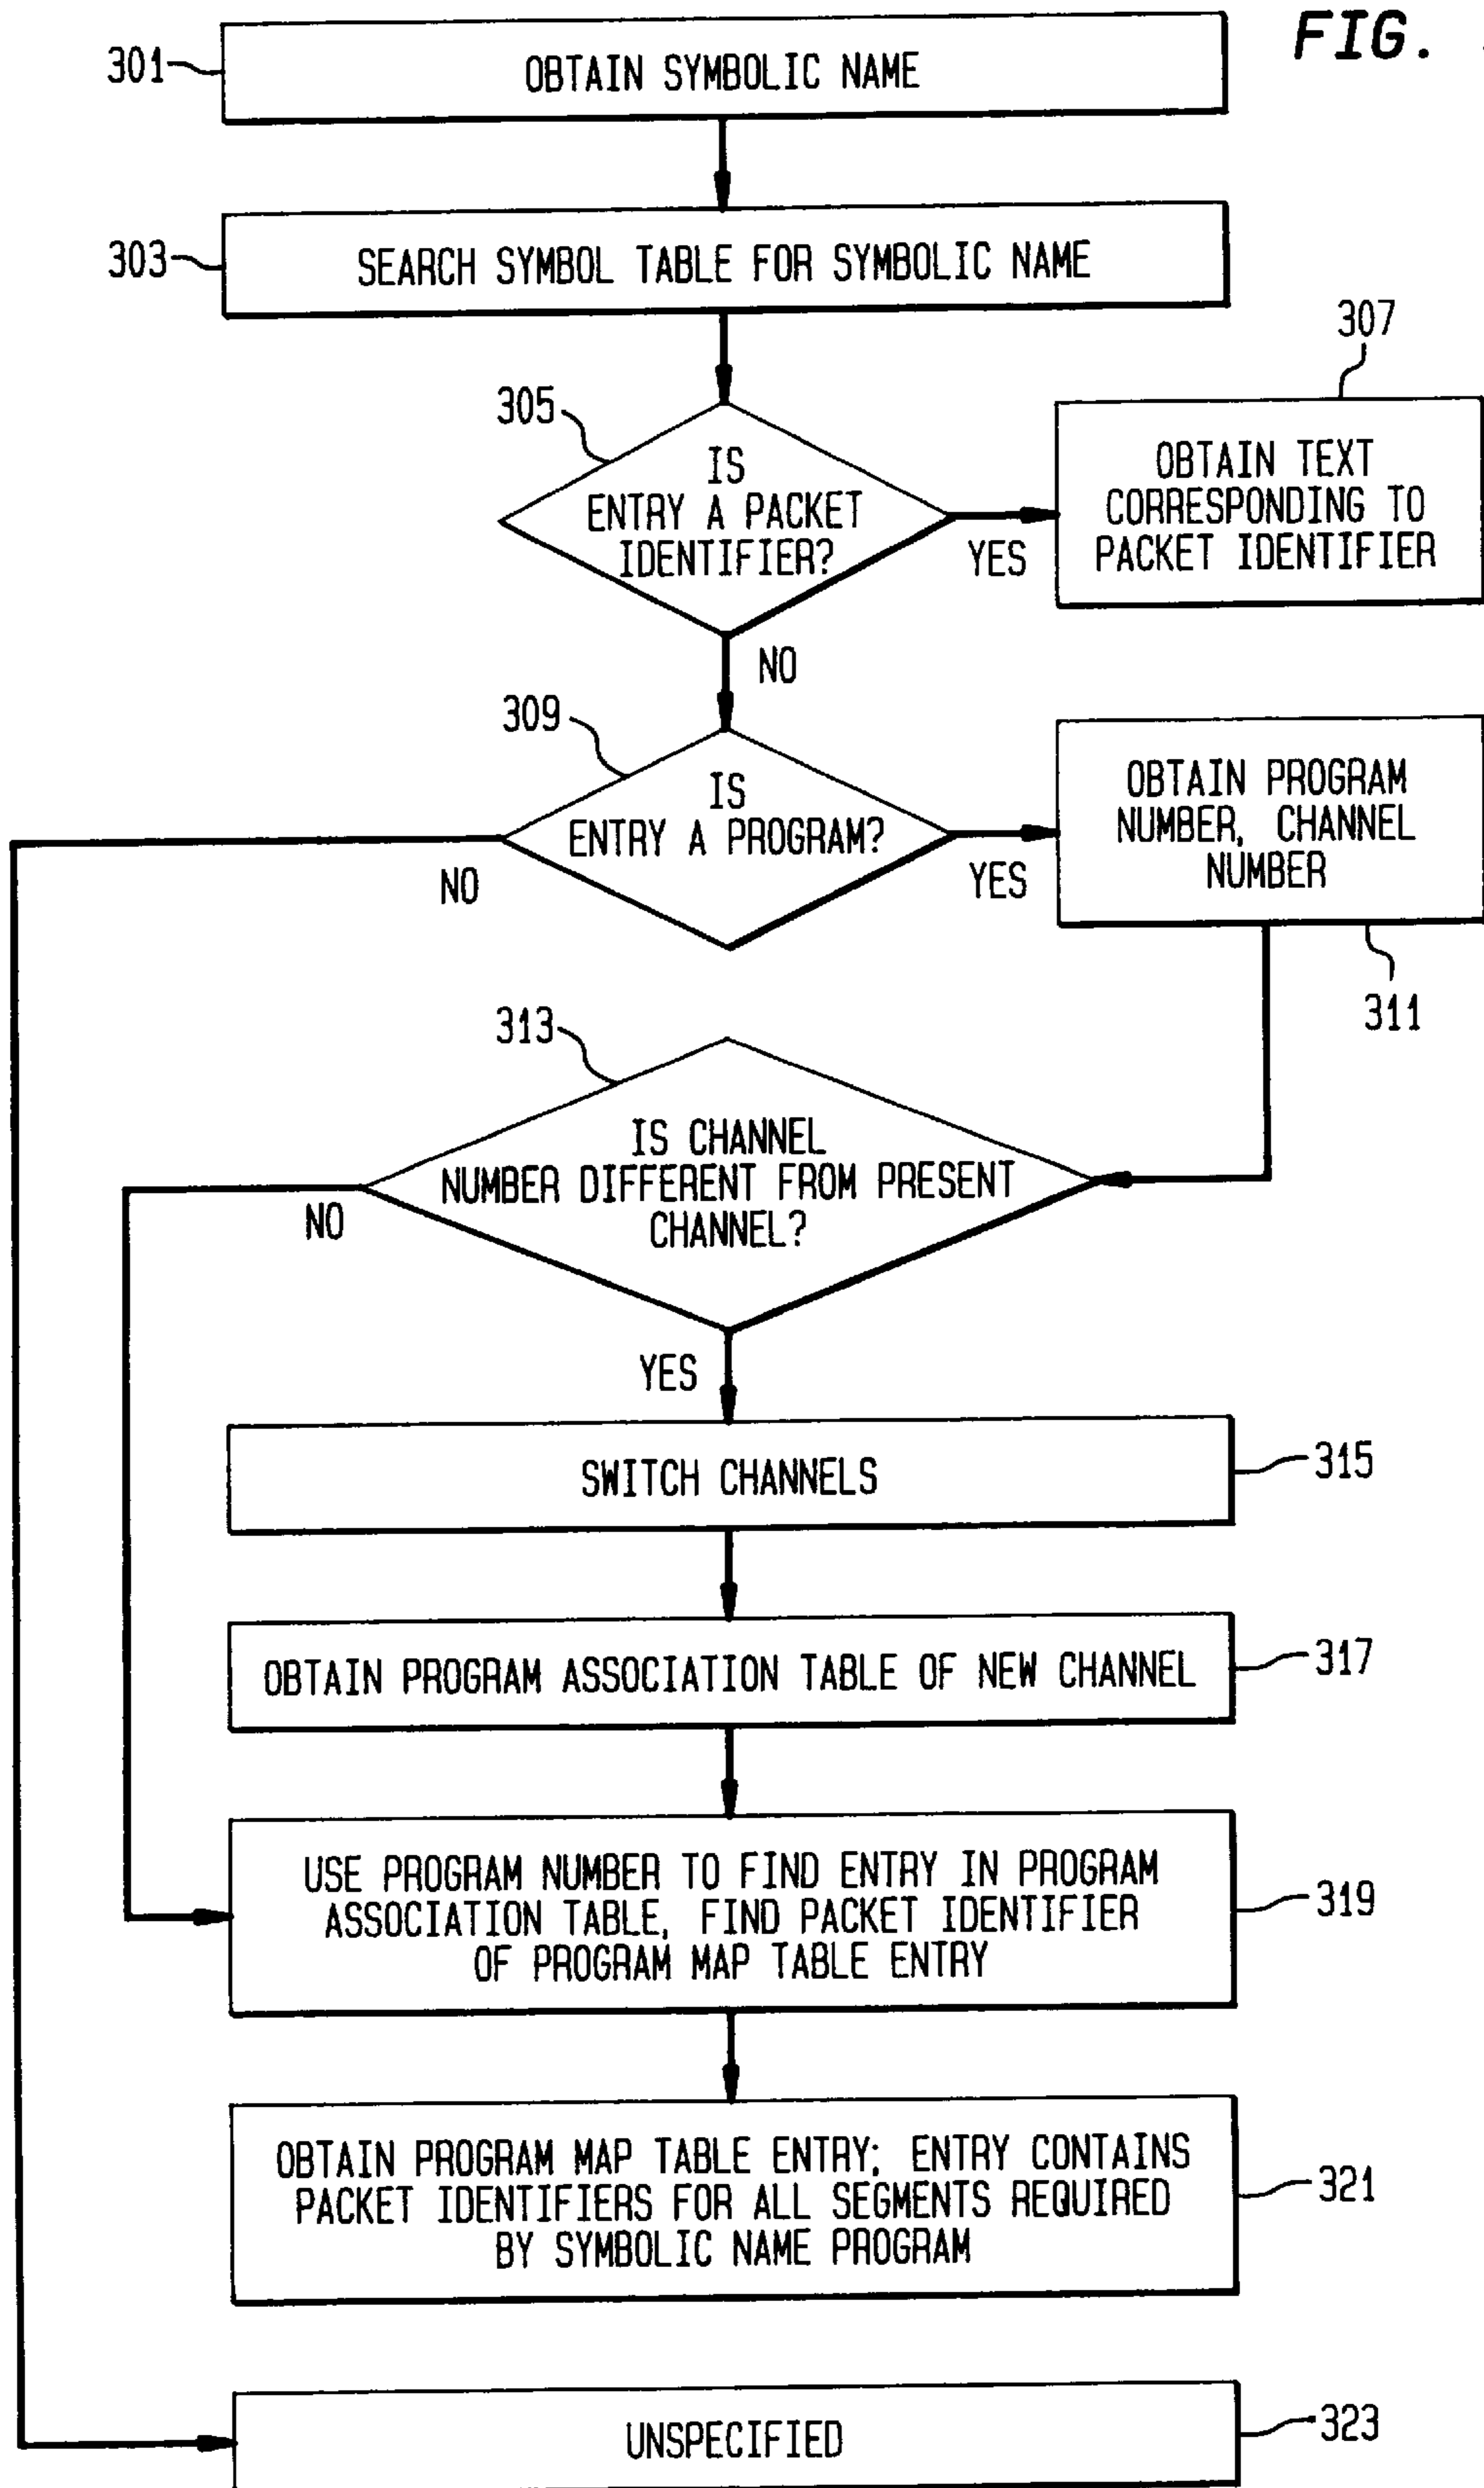 FIG.
301
OBTAIN SYMBOLIC NAME
303
SEARCH SYMBOL TABLE FOR SYMBOLIC NAME
305
IS
ENTRY A PACKET
IDENTIFIER?
YES
NO
307
OBTAIN TEXT
CORRESPONDING TO
PACKET IDENTIFIER
309
IS
ENTRY A PROGRAM?
NO
YES
OBTAIN PROGRAM
NUMBER, CHANNEL
NUMBER
311
313
IS CHANNEL
NUMBER DIFFERENT FROM PRESENT
CHANNEL?
NO
YES
SWITCH CHANNELS
315
OBTAIN PROGRAM ASSOCIATION TABLE OF NEW CHANNEL
317
USE PROGRAM NUMBER TO FIND ENTRY IN PROGRAM
ASSOCIATION TABLE, FIND PACKET IDENTIFIER
OF PROGRAM MAP TABLE ENTRY
319
OBTAIN PROGRAM MAP TABLE ENTRY; ENTRY CONTAINS
PACKET IDENTIFIERS FOR ALL SEGMENTS REQUIRED
BY SYMBOLIC NAME PROGRAM
321
UNSPECIFIED
323